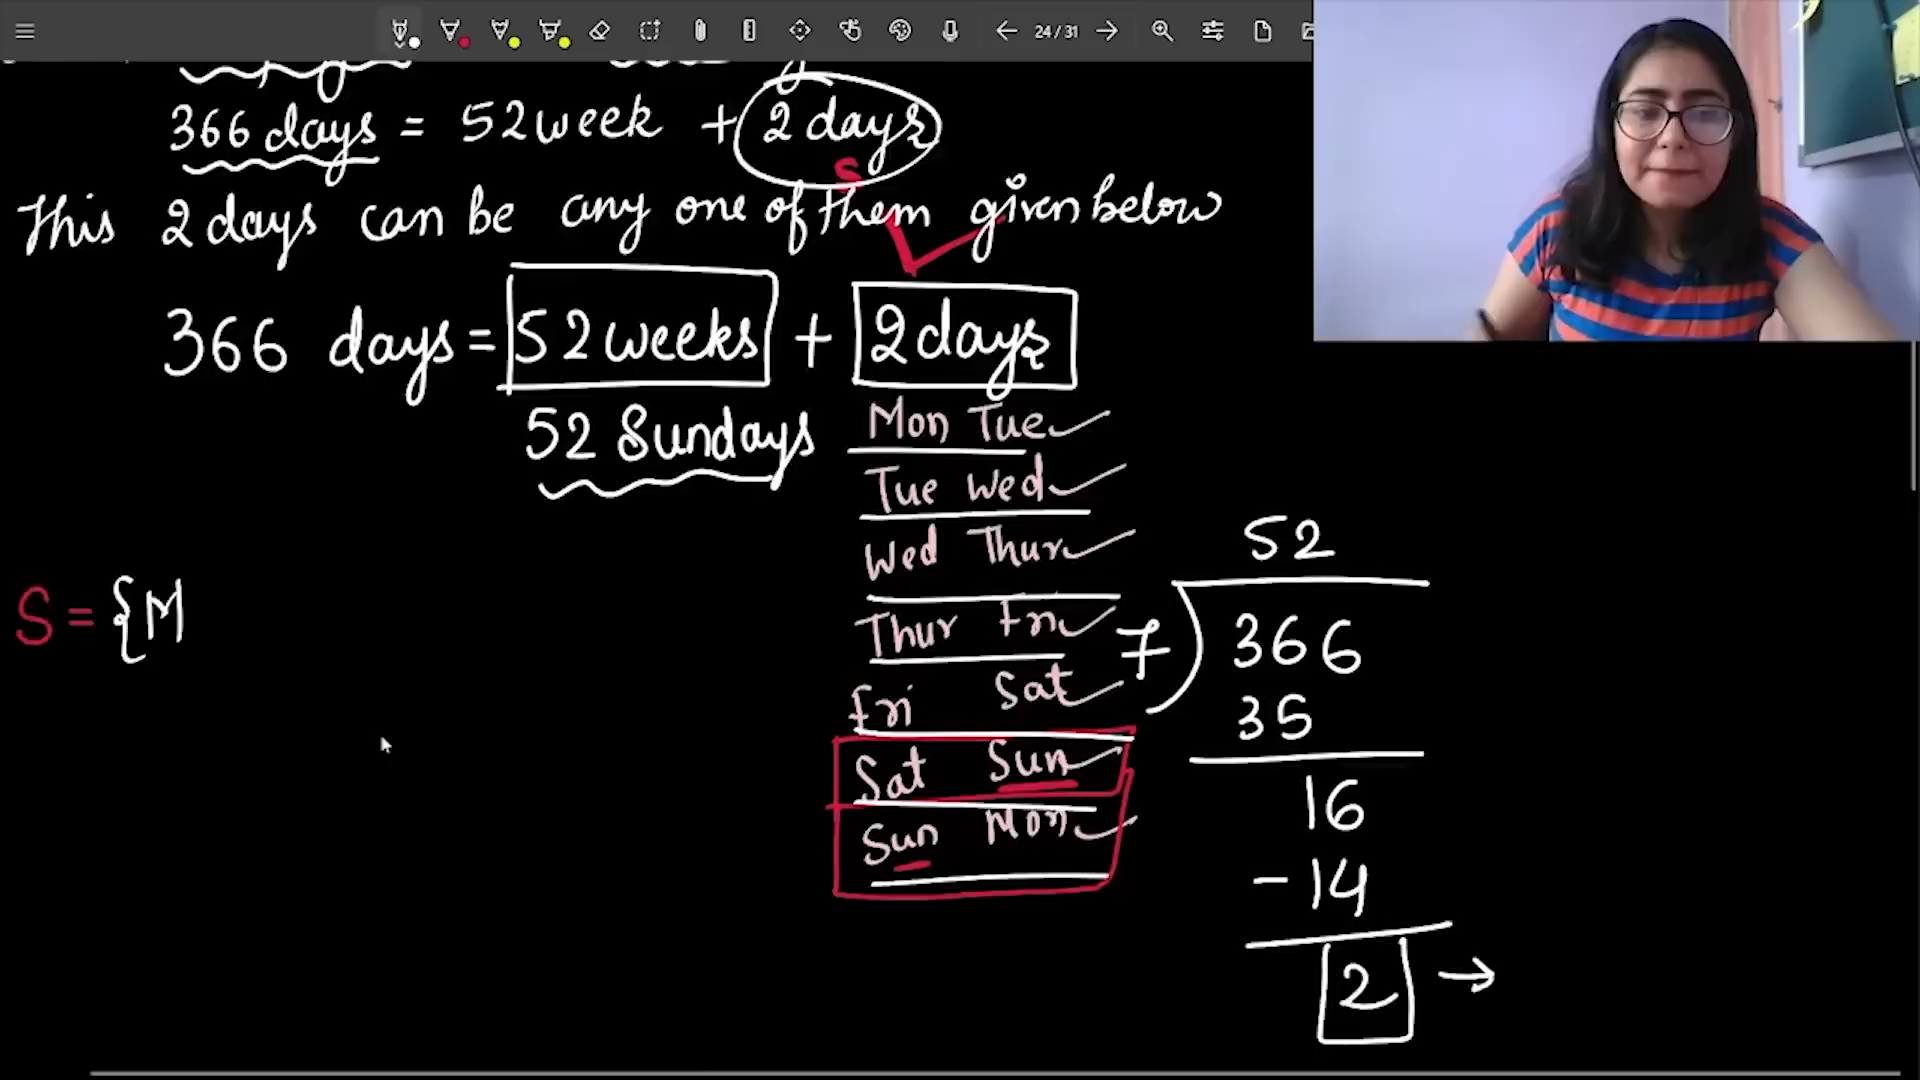 24/31
366 days = 52 week + 2 days
S
This 2 days can be any one of them given below
366 days = 52 weeks + 2 days
52 Sundays
Mon Tue
Tue Wed
Wed Thur
Thur Fri
Fri Sat
Sat Sun
Sun Mon
S = {M
52
7) 366
35
16
- 14
2 →